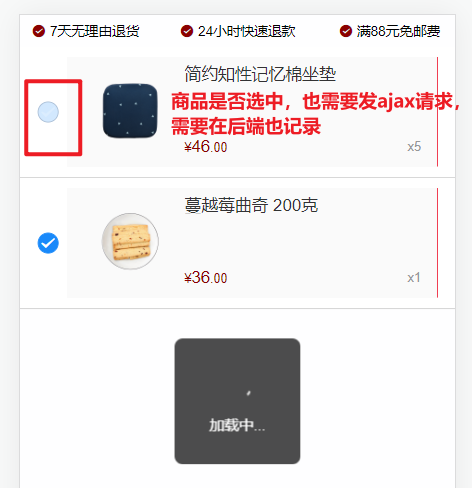 7天无理由退货 24小时快速退款 满88元免邮费
简约知性记忆棉坐垫
商品是否选中，也需要发ajax请求，
需要在后端也记录
¥46.00 x5
蔓越莓曲奇 200克
¥36.00 x1
加载中...